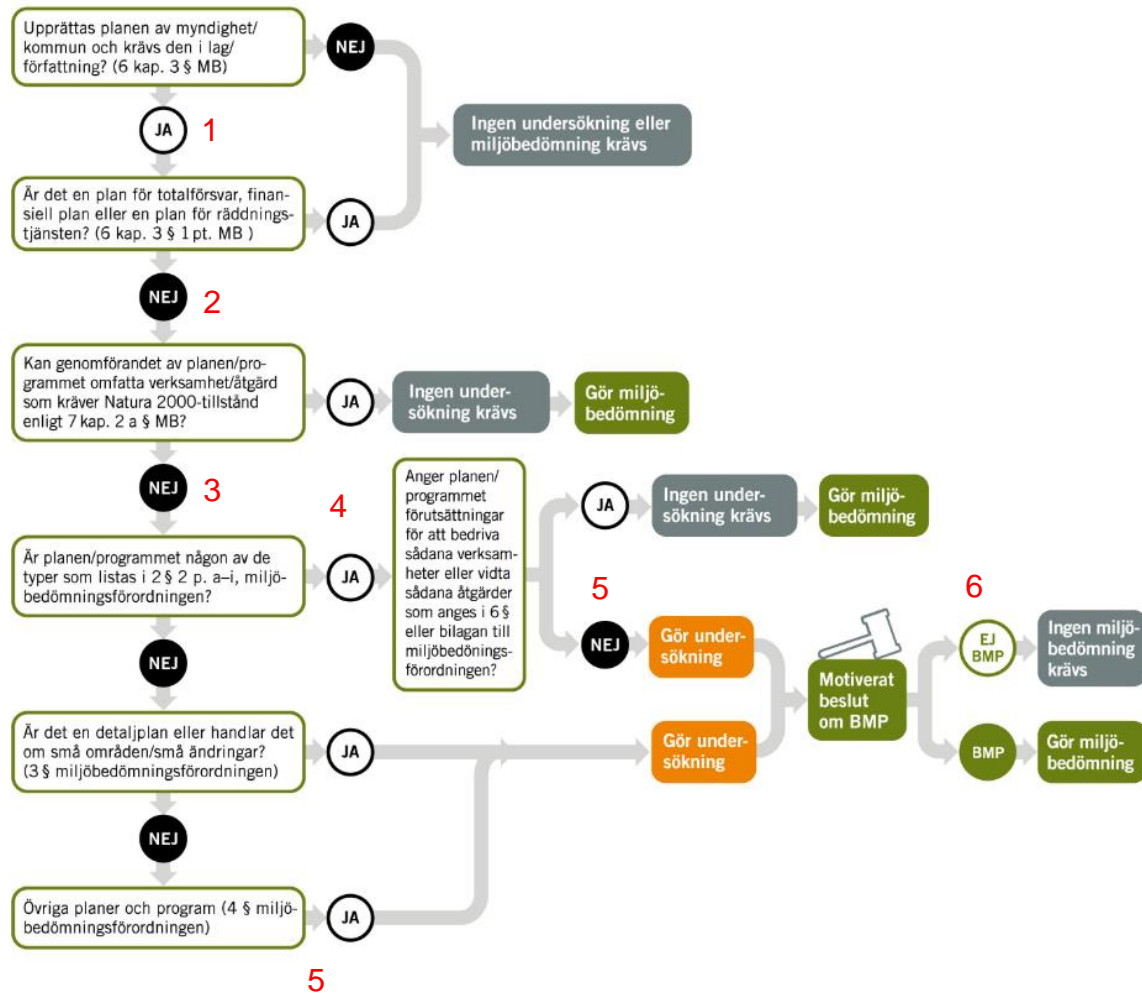 Upprättas planen av myndighet/
kommun och krävs den i lag/
författning? (6 kap. 3 § MB)
NEJ
JA
1
Ingen undersökning eller
miljöbedömning krävs
Är det en plan för totalförsvar, finan-
siell plan eller en plan för räddnings-
tjänsten? (6 kap. 3 § 1 pt. MB )
JA
NEJ
2
Kan genomförandet av planen/pro-
grammet omfatta verksamhet/åtgärd
som kräver Natura 2000-tillstånd
enligt 7 kap. 2 a § MB?
JA
Ingen under-
sökning krävs
Gör miljö-
bedömning
NEJ
3
4
Är planen/programmet någon av de
typer som listas i 2 § 2 p. a–i, miljö-
bedömningsförordningen?
JA
Anger planen/
programmet
förutsättningar
för att bedriva
sådana verksam-
heter eller vidta
sådana åtgärder
som anges i 6 §
eller bilagan till
miljöbedönings-
förordningen?
JA
Ingen under-
sökning krävs
Gör miljö-
bedömning
5
NEJ
Gör under-
sökning
Motiverat
beslut
om BMP
6
EJ
BMP
Ingen miljö-
bedömning
krävs
BMP
Gör miljö-
bedömning
NEJ
Är det en detaljplan eller handlar det
om små områden/små ändringar?
(3 § miljöbedömningsförordningen)
JA
Gör under-
sökning
NEJ
Övriga planer och program (4 § miljö-
bedömningsförordningen)
JA
5